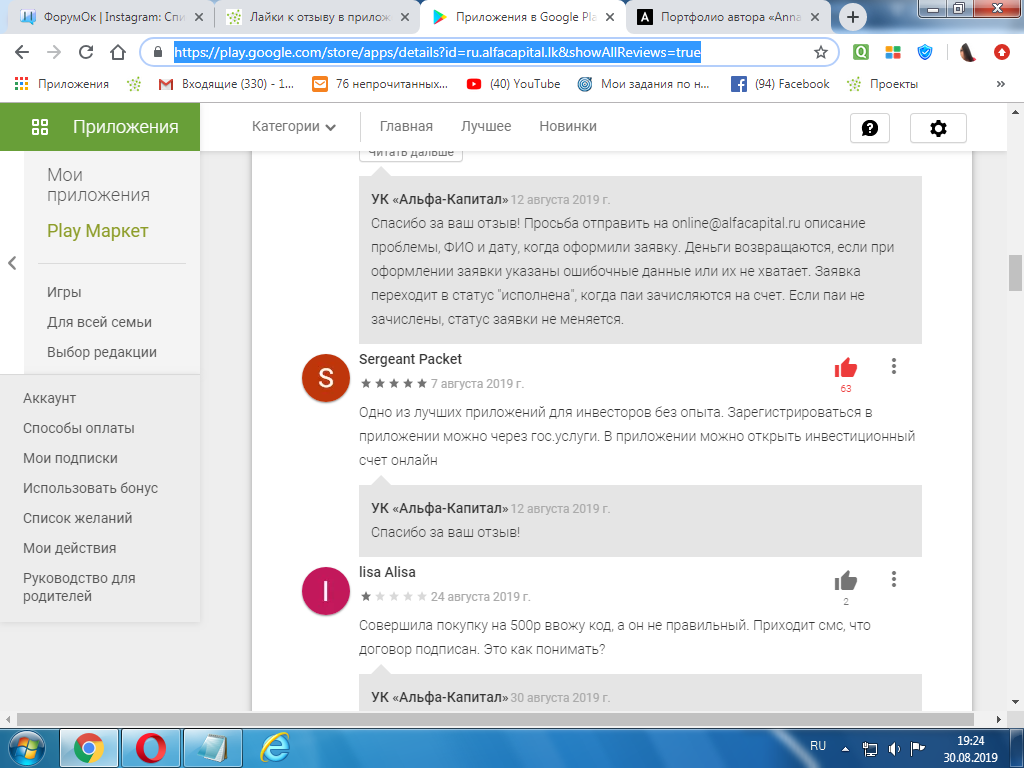 ФорумОк | Instagram: Спи
Лайки к отзыву в прилож
Приложения в Google Pla
Портфолио автора «Anna
https://play.google.com/store/apps/details?id=ru.alfacapital.lk&showAllReviews=true
Приложения
Входящие (330) - 1...
76 непрочитанных...
(40) YouTube
Мои задания по н...
(94) Facebook
Проекты
»
Приложения
Категории
Главная
Лучшее
Новинки
Мои приложения
Play Маркет
Игры
Для всей семьи
Выбор редакции
Аккаунт
Способы оплаты
Мои подписки
Использовать бонус
Список желаний
Мои действия
Руководство для
родителей
Читать дальше
УК «Альфа-Капитал» 12 августа 2019 г.
Спасибо за ваш отзыв! Просьба отправить на online@alfacapital.ru описание
проблемы, ФИО и дату, когда оформили заявку. Деньги возвращаются, если при
оформлении заявки указаны ошибочные данные или их не хватает. Заявка
переходит в статус "исполнена", когда паи зачисляются на счет. Если паи не
зачислены, статус заявки не меняется.
S
Sergeant Packet
7 августа 2019 г.
63
Одно из лучших приложений для инвесторов без опыта. Зарегистрироваться в
приложении можно через гос.услуги. В приложении можно открыть инвестиционный
счет онлайн
УК «Альфа-Капитал» 12 августа 2019 г.
Спасибо за ваш отзыв!
I
lisa Alisa
24 августа 2019 г.
2
Совершила покупку на 500р ввожу код, а он не правильный. Приходит смс, что
договор подписан. Это как понимать?
УК «Альфа-Капитал» 30 августа 2019 г.
RU
19:24
30.08.2019